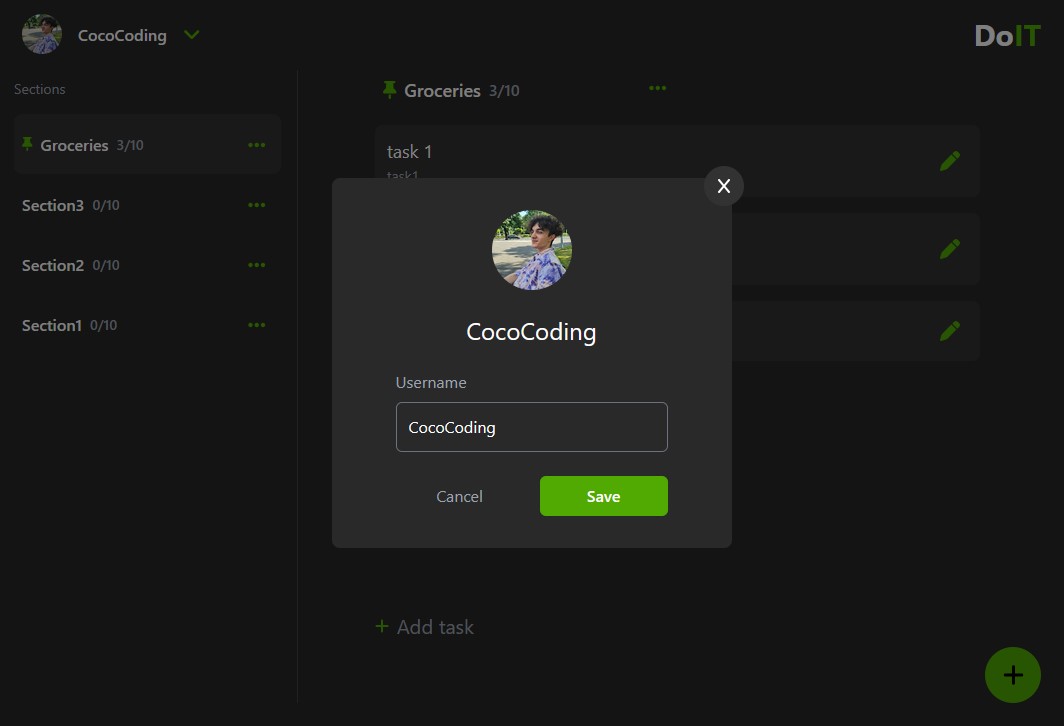 CocoCoding
DoIT
Sections
Groceries 3/10
Section3 0/10
Section2 0/10
Section1 0/10
Groceries 3/10
task 1
task1
X
CocoCoding
Username
CocoCoding
Cancel
Save
+ Add task
+